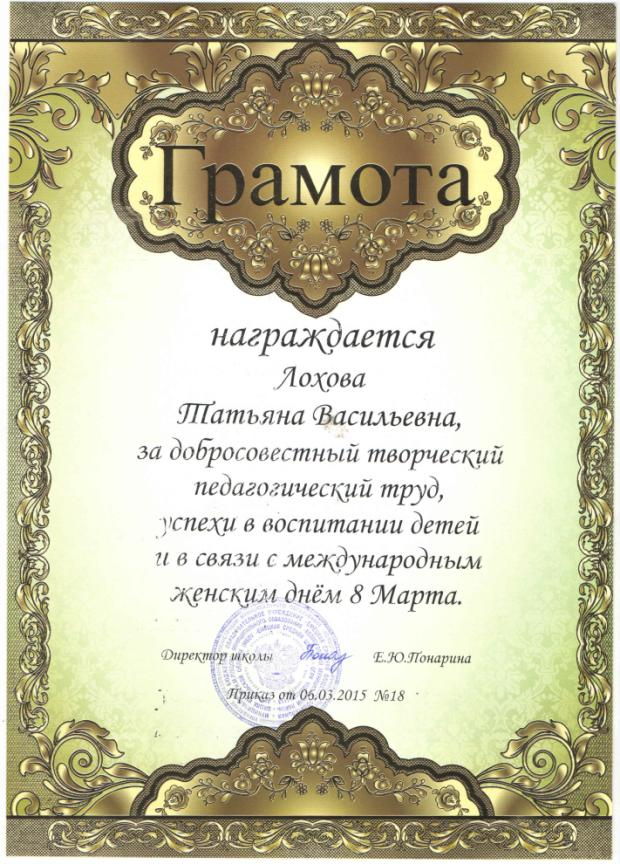 Грамота
награждается
Лохова
Татьяна Васильевна,
за добросовестный творческий
педагогический труд,
успехи в воспитании детей
и в связи с международным
женским днём 8 Марта.
Директор школы Е.Ю.Понарина
Приказ от 06.03.2015 №18